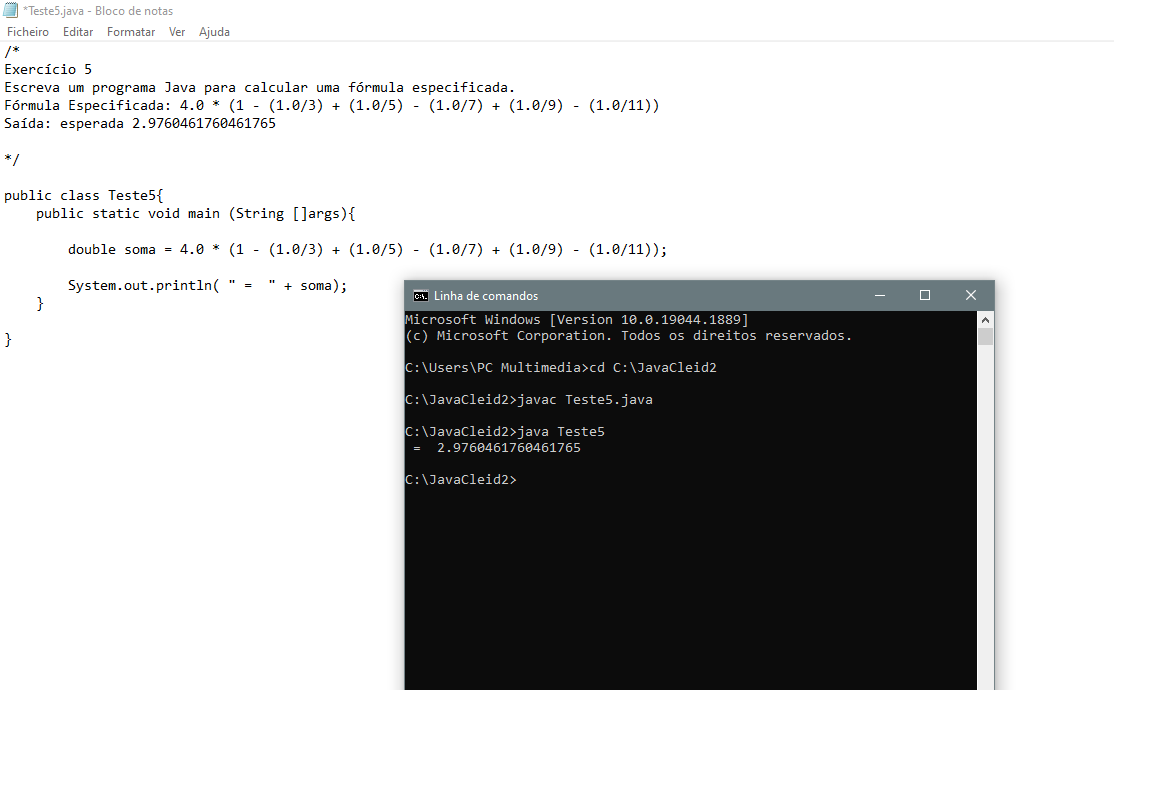 *Teste5.java - Bloco de notas
Ficheiro Editar Formatar Ver Ajuda
/*
Exercício 5
Escreva um programa Java para calcular uma fórmula especificada.
Fórmula Especificada: 4.0 * (1 - (1.0/3) + (1.0/5) - (1.0/7) + (1.0/9) - (1.0/11))
Saída: esperada 2.9760461760461765
*/
public class Teste5{
public static void main (String []args){
double soma = 4.0 * (1 - (1.0/3) + (1.0/5) - (1.0/7) + (1.0/9) - (1.0/11));
System.out.println( " =  " + soma);
}
}
Linha de comandos
Microsoft Windows [Version 10.0.19044.1889]
(c) Microsoft Corporation. Todos os direitos reservados.
C:\Users\PC Multimedia>cd C:\JavaCleid2
C:\JavaCleid2>javac Teste5.java
C:\JavaCleid2>java Teste5
=  2.9760461760461765
C:\JavaCleid2>